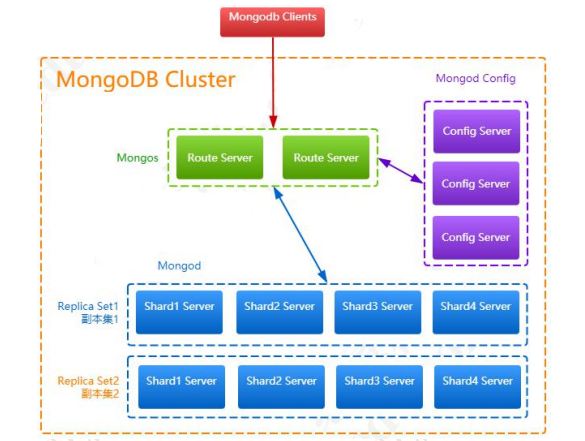 Mongodb Clients
MongoDB Cluster
Mongod Config
Config Server
Mongos
Route Server
Route Server
Config Server
Config Server
Mongod
Replica Set1
副本集1
Shard1 Server
Shard2 Server
Shard3 Server
Shard4 Server
Replica Set2
副本集2
Shard1 Server
Shard2 Server
Shard3 Server
Shard4 Server